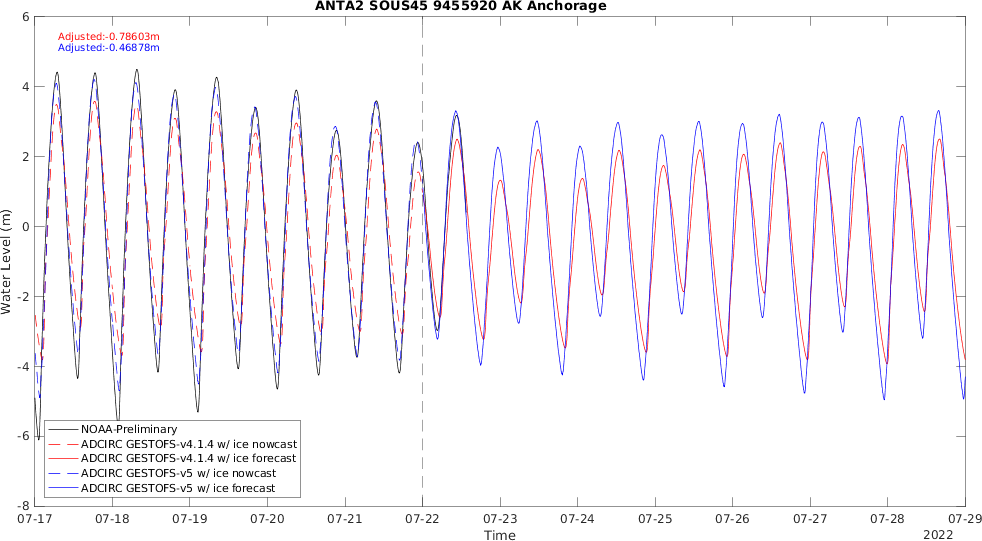 ANTA2 SOUS45 9455920 AK Anchorage
Adjusted:-0.78603m
Adjusted:-0.46878m
6
4
2
0
-2
-4
-6
-8
Water Level (m)
NOAA-Preliminary
ADCIRC GESTOFS-v4.1.4 w/ ice nowcast
ADCIRC GESTOFS-v4.1.4 w/ ice forecast
ADCIRC GESTOFS-v5 w/ ice nowcast
ADCIRC GESTOFS-v5 w/ ice forecast
07-17 07-18 07-19 07-20 07-21 07-22 07-23 07-24 07-25 07-26 07-27 07-28 07-29
Time
2022